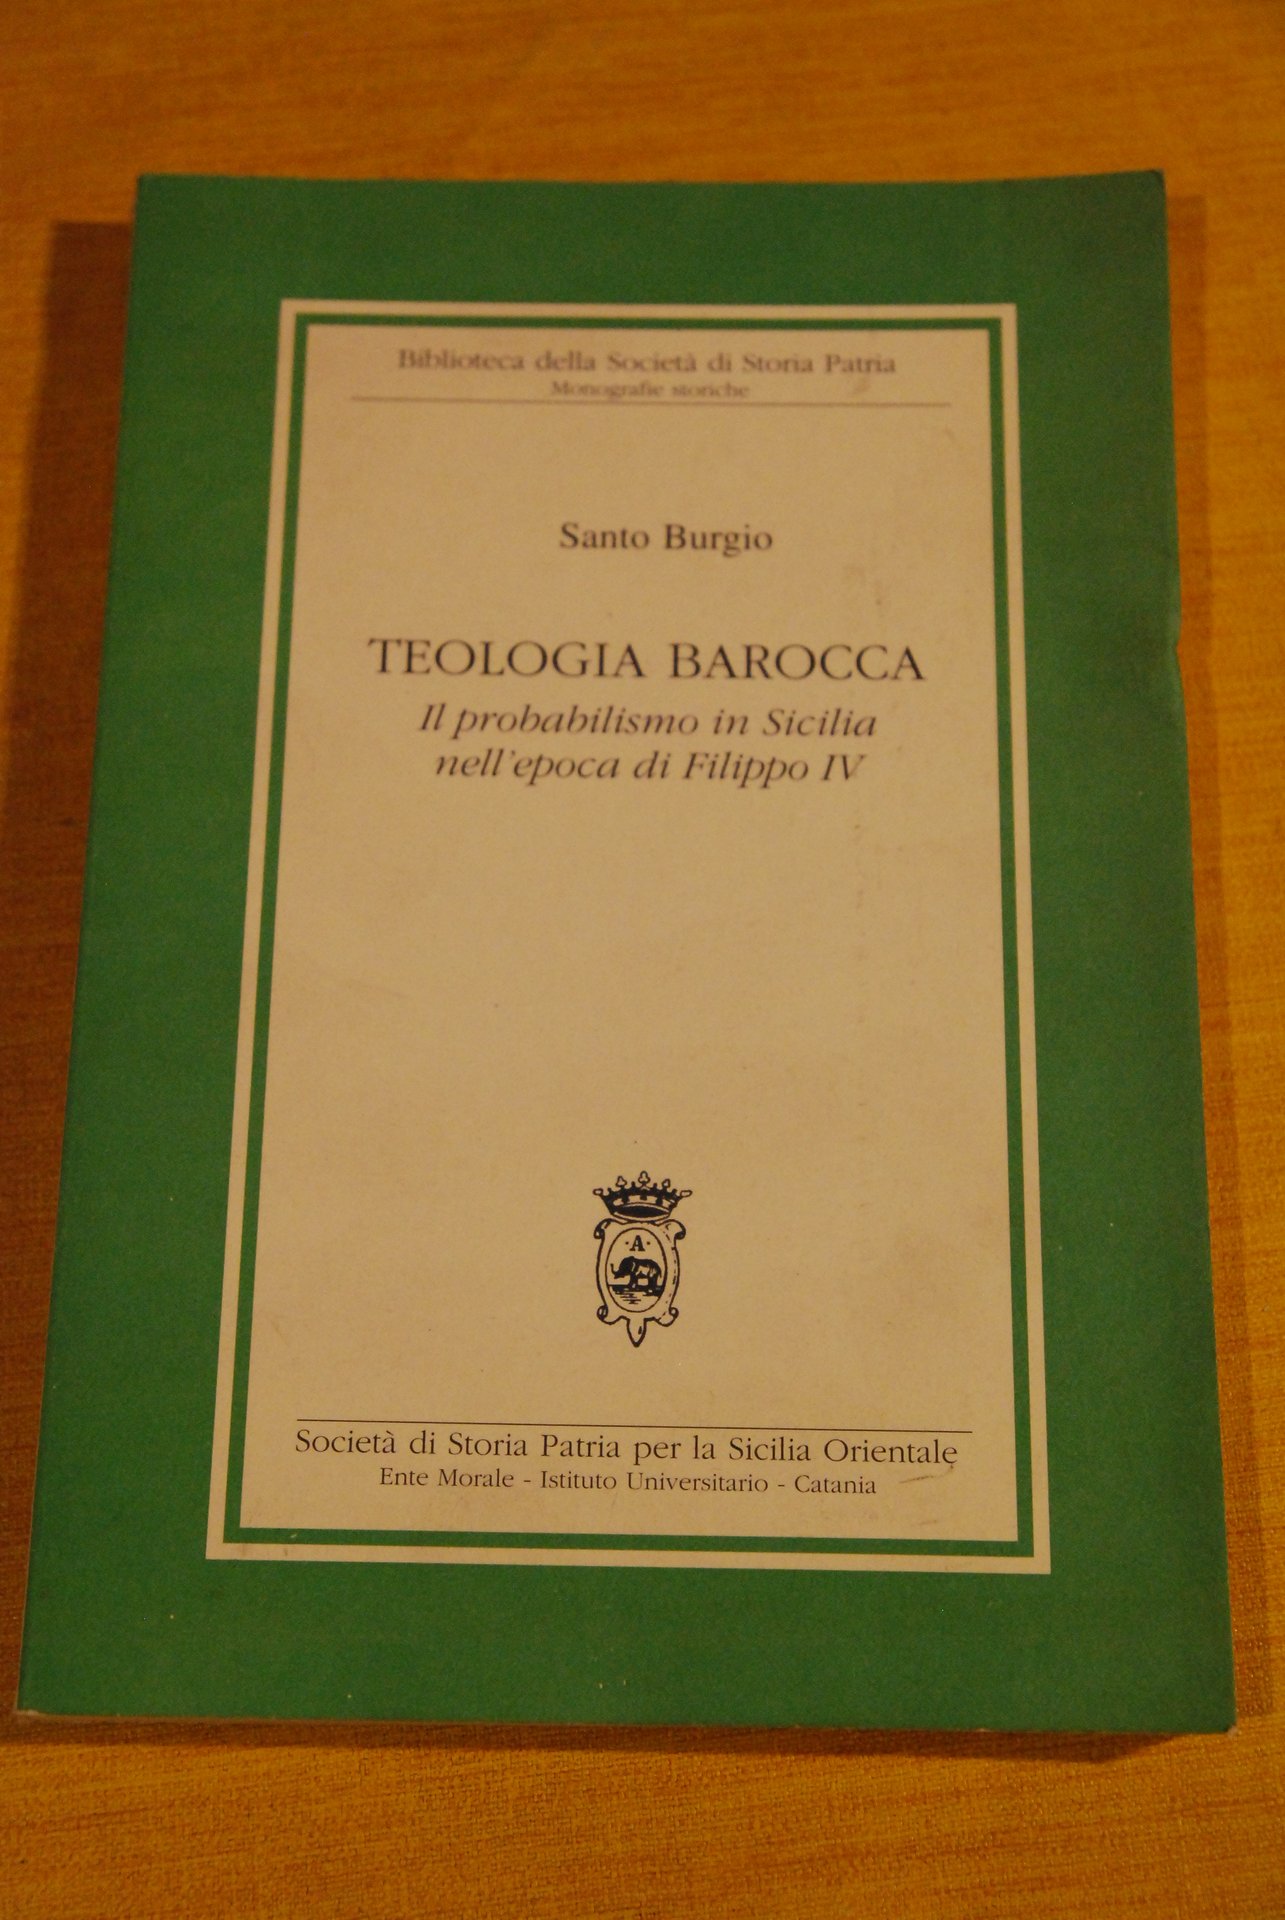 Biblioteca della Società di Storia Patria
Monografie storiche
Santo Burgio
TEOLOGIA BAROCCA
Il probabilismo in Sicilia
nell'epoca di Filippo IV
·A·
Società di Storia Patria per la Sicilia Orientale
Ente Morale - Istituto Universitario - Catania